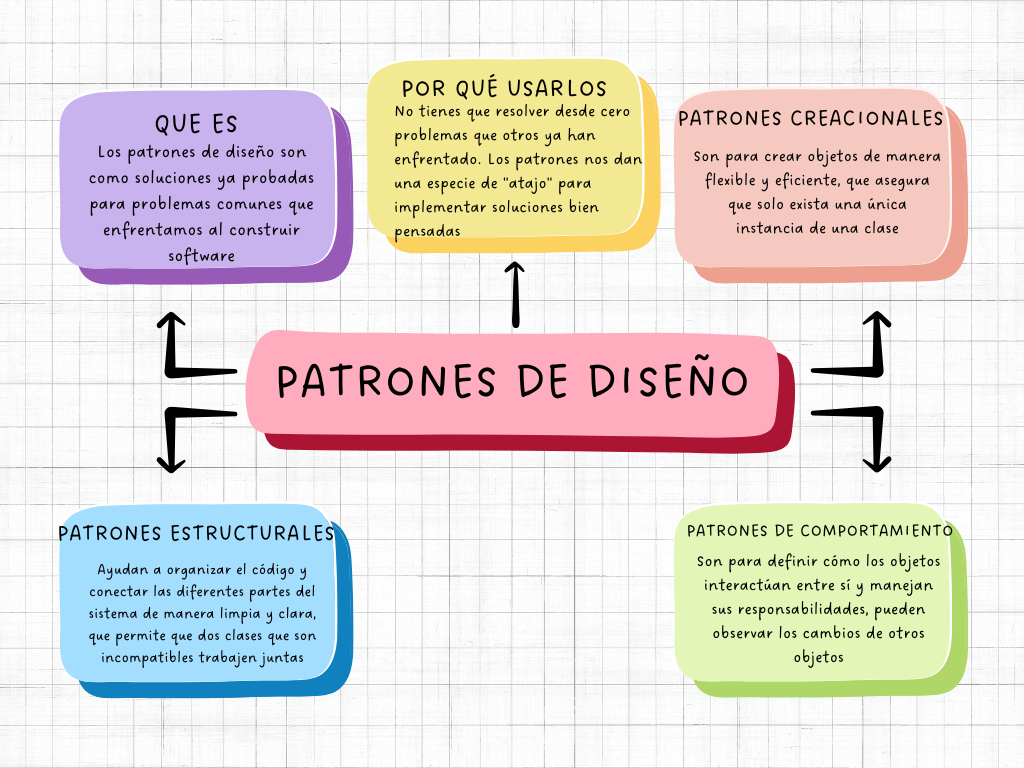 QUE ES
Los patrones de diseño son
como soluciones ya probadas
para problemas comunes que
enfrentamos al construir
software
POR QUÉ USARLOS
No tienes que resolver desde cero
problemas que otros ya han
enfrentado. Los patrones nos dan
una especie de "atajo" para
implementar soluciones bien
pensadas
PATRONES CREACIONALES
Son para crear objetos de manera
flexible y eficiente, que asegura
que solo exista una única
instancia de una clase
PATRONES DE DISEÑO
PATRONES ESTRUCTURALES
Ayudan a organizar el código y
conectar las diferentes partes del
sistema de manera limpia y clara,
que permite que dos clases que son
incompatibles trabajen juntas
PATRONES DE COMPORTAMIENTO
Son para definir cómo los objetos
interactúan entre sí y manejan
sus responsabilidades, pueden
observar los cambios de otros
objetos